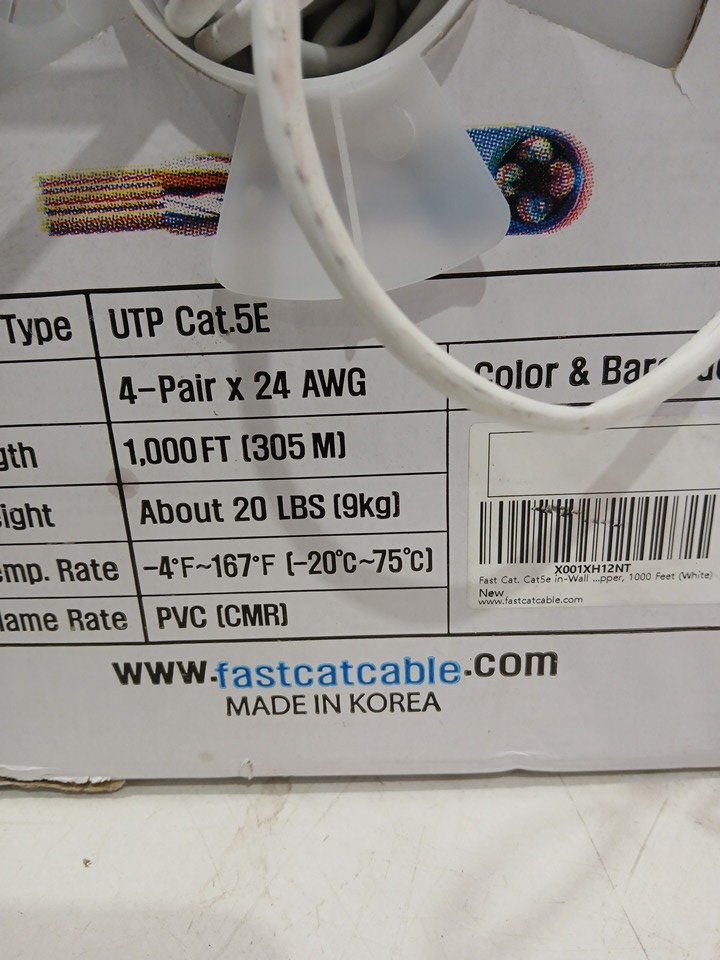 Type UTP Cat.5E
4-Pair x 24 AWG
Color & Bar
gth 1,000 FT (305 M)
ight About 20 LBS (9kg)
emp. Rate -4°F~167°F (-20°C~75°C)
lame Rate PVC (CMR)
X001XH12NT
Fast Cat. Cat5e in-Wall ...pper, 1000 Feet (White)
New
www.fastcatcable.com
www.fastcatcable.com
MADE IN KOREA